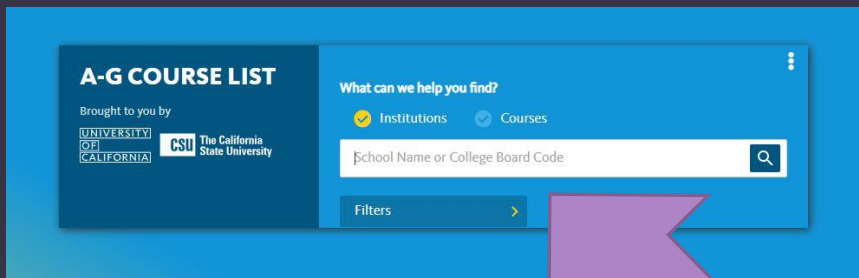 A-G COURSE LIST
Brought to you by
UNIVERSITY
OF
CALIFORNIA
CSU The California
State University
What can we help you find?
Institutions Courses
School Name or College Board Code
Filters